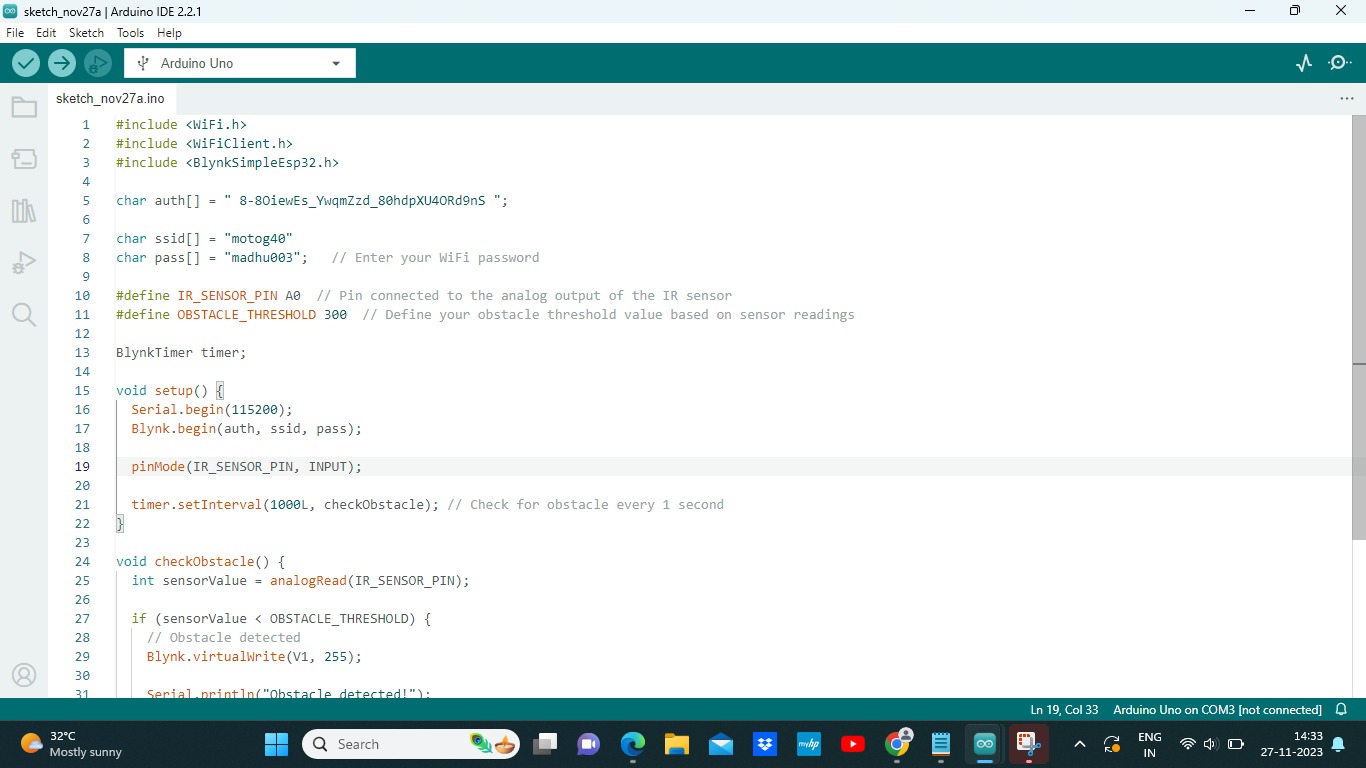 sketch_nov27a | Arduino IDE 2.2.1
File Edit Sketch Tools Help
Arduino Uno
sketch_nov27a.ino
1 #include <WiFi.h>
2 #include <WiFiClient.h>
3 #include <BlynkSimpleEsp32.h>
4
5 char auth[] = " 8-8OiewEs_YwqmZzd_80hdpXU4ORd9nS ";
6
7 char ssid[] = "motog40"
8 char pass[] = "madhu003"; // Enter your WiFi password
9
10 #define IR_SENSOR_PIN A0 // Pin connected to the analog output of the IR sensor
11 #define OBSTACLE_THRESHOLD 300 // Define your obstacle threshold value based on sensor readings
12
13 BlynkTimer timer;
14
15 void setup() {
16 Serial.begin(115200);
17 Blynk.begin(auth, ssid, pass);
18
19 pinMode(IR_SENSOR_PIN, INPUT);
20
21 timer.setInterval(1000L, checkObstacle); // Check for obstacle every 1 second
22 }
23
24 void checkObstacle() {
25 int sensorValue = analogRead(IR_SENSOR_PIN);
26
27 if (sensorValue < OBSTACLE_THRESHOLD) {
28 // Obstacle detected
29 Blynk.virtualWrite(V1, 255);
30
31 Serial.println("Obstacle detected!");
Ln 19, Col 33 Arduino Uno on COM3 [not connected]
32°C
Mostly sunny
Search
myhp
ENG
IN
14:33
27-11-2023